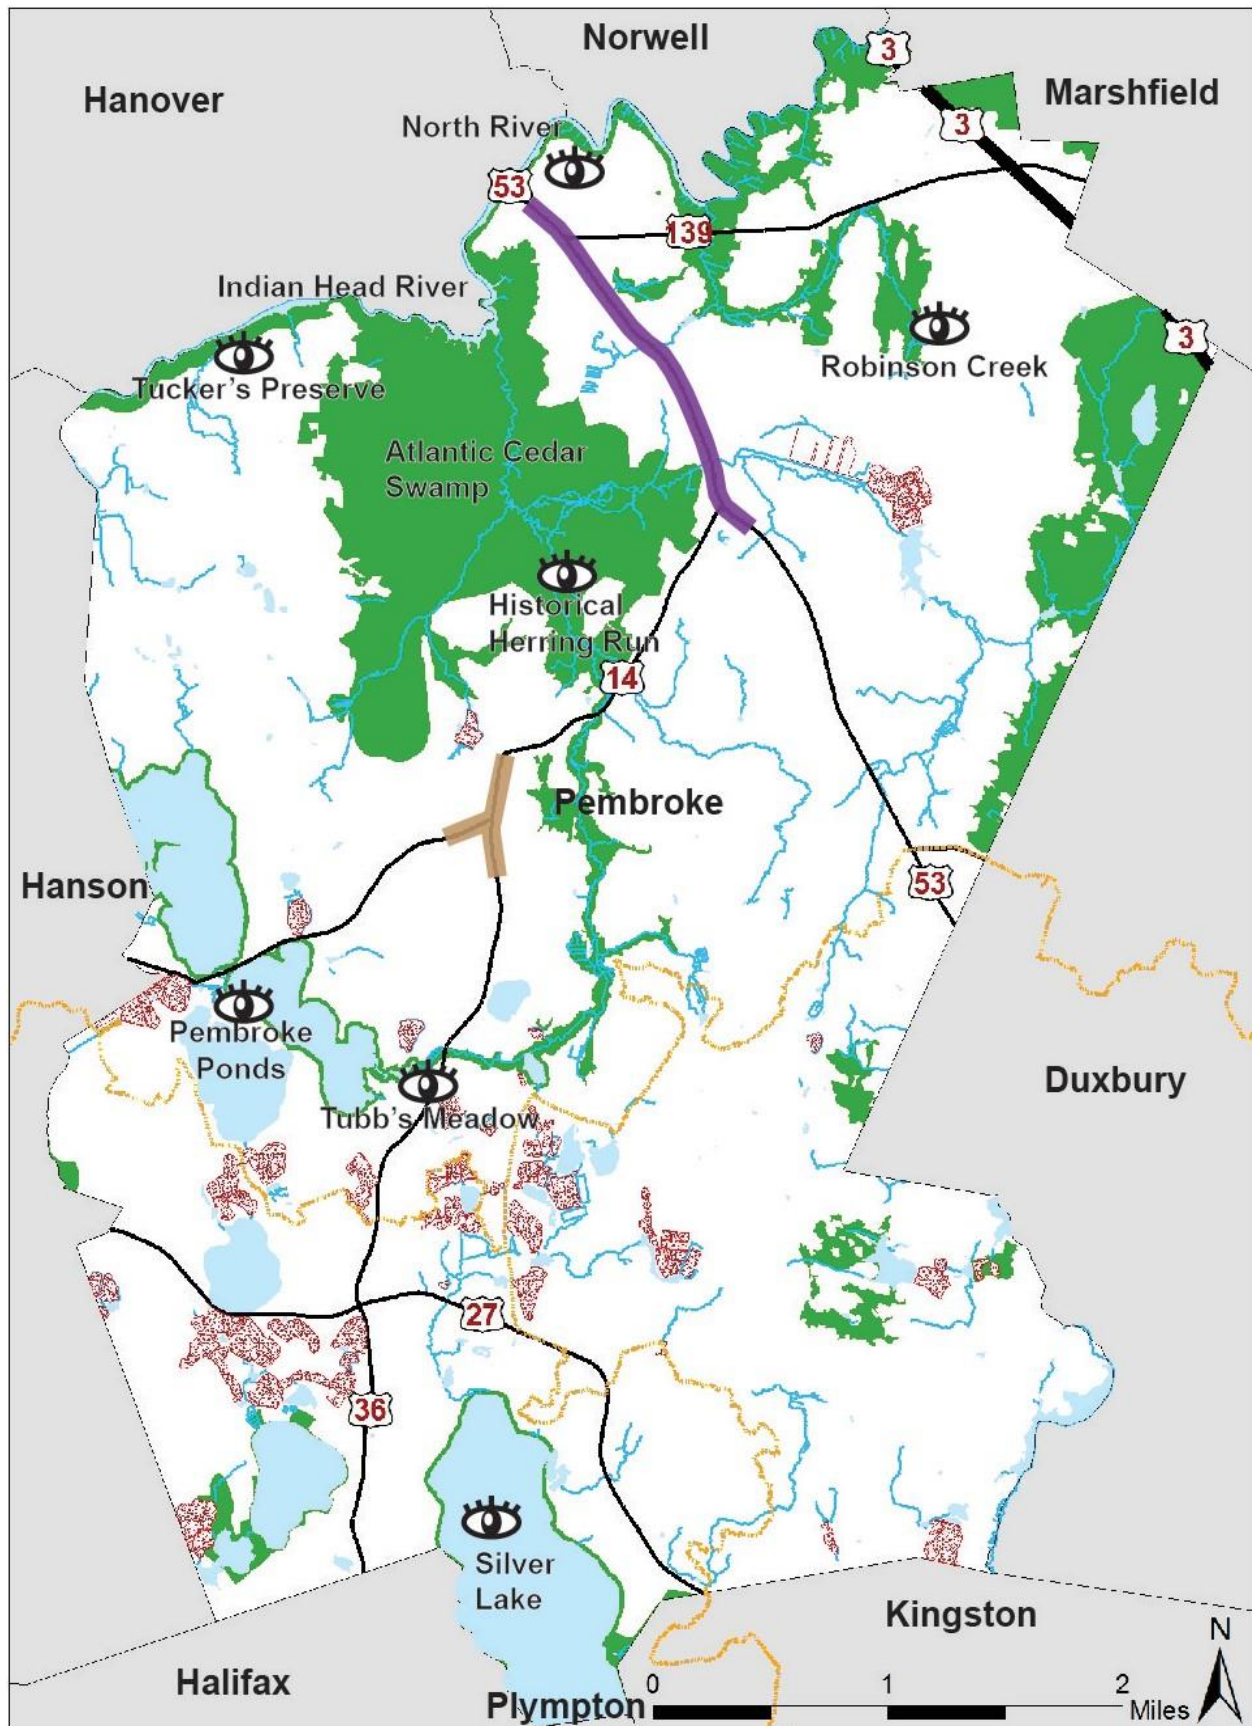 Norwell
3
Hanover
Marshfield
3
North River
53
139
Indian Head River
3
Tucker's Preserve
Robinson Creek
Atlantic Cedar
Swamp
Historical
Herring Run
14
Pembroke
Hanson
53
Pembroke
Ponds
Duxbury
Tubb's Meadow
27
36
Silver
Lake
Kingston
N
Halifax
Plympton
0 1 2
Miles